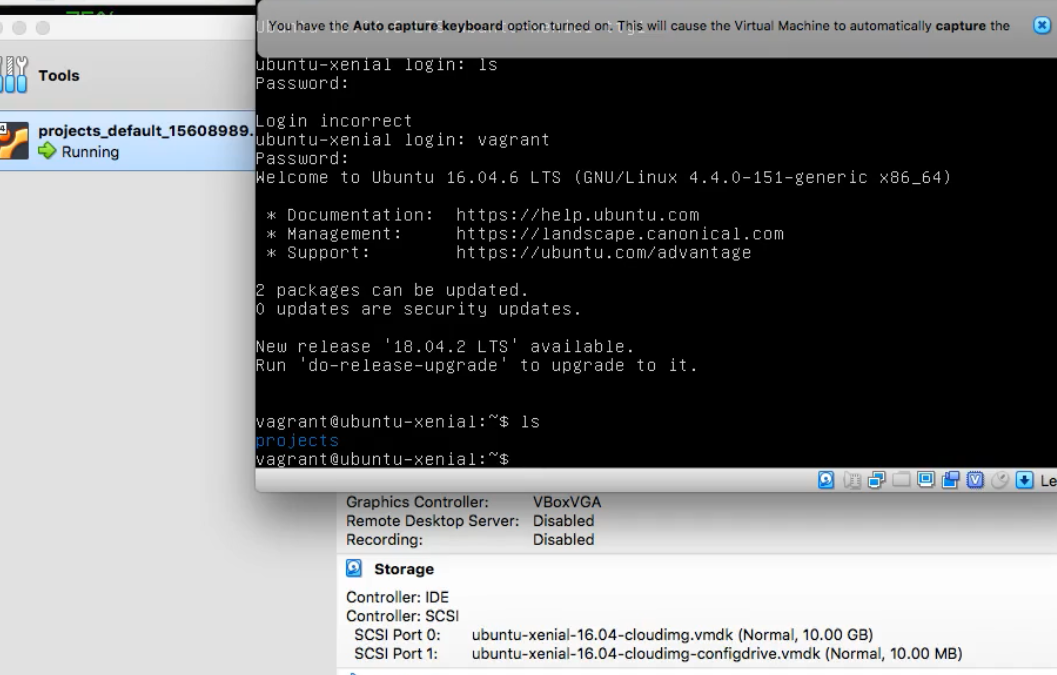 You have the Auto capture keyboard option turned on. This will cause the Virtual Machine to automatically capture the
Tools
projects_default_15608989.
Running
ubuntu-xenial login: ls
Password:
Login incorrect
ubuntu-xenial login: vagrant
Password:
Welcome to Ubuntu 16.04.6 LTS (GNU/Linux 4.4.0-151-generic x86_64)
* Documentation: https://help.ubuntu.com
* Management: https://landscape.canonical.com
* Support: https://ubuntu.com/advantage
2 packages can be updated.
0 updates are security updates.
New release '18.04.2 LTS' available.
Run 'do-release-upgrade' to upgrade to it.
vagrant@ubuntu-xenial:~$ ls
projects
vagrant@ubuntu-xenial:~$
Le
Graphics Controller: VBoxVGA
Remote Desktop Server: Disabled
Recording: Disabled
Storage
Controller: IDE
Controller: SCSI
SCSI Port 0: ubuntu-xenial-16.04-cloudimg.vmdk (Normal, 10.00 GB)
SCSI Port 1: ubuntu-xenial-16.04-cloudimg-configdrive.vmdk (Normal, 10.00 MB)